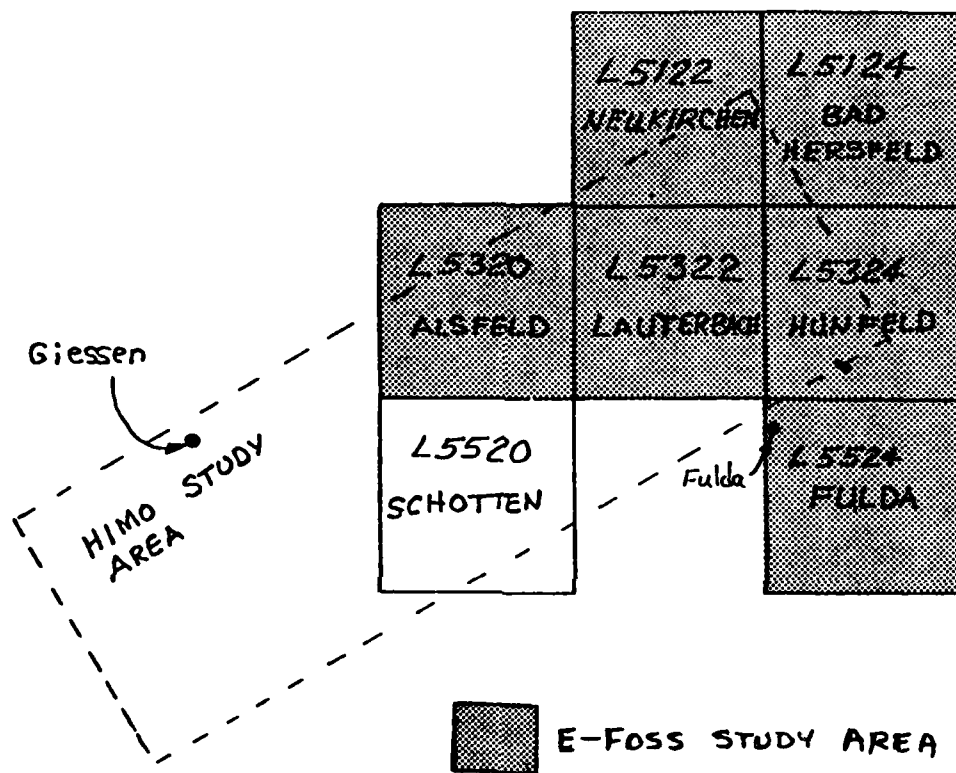 L5122
NEUKIRCHEN
L5124
BAD
HERSFELD
L5320
ALSFELD
L5322
LAUTERBACH
L5324
HUNFELD
Giessen
HIMO STUDY
AREA
L5520
SCHOTTEN
Fulda
L5524
FULDA
E-FOSS STUDY AREA